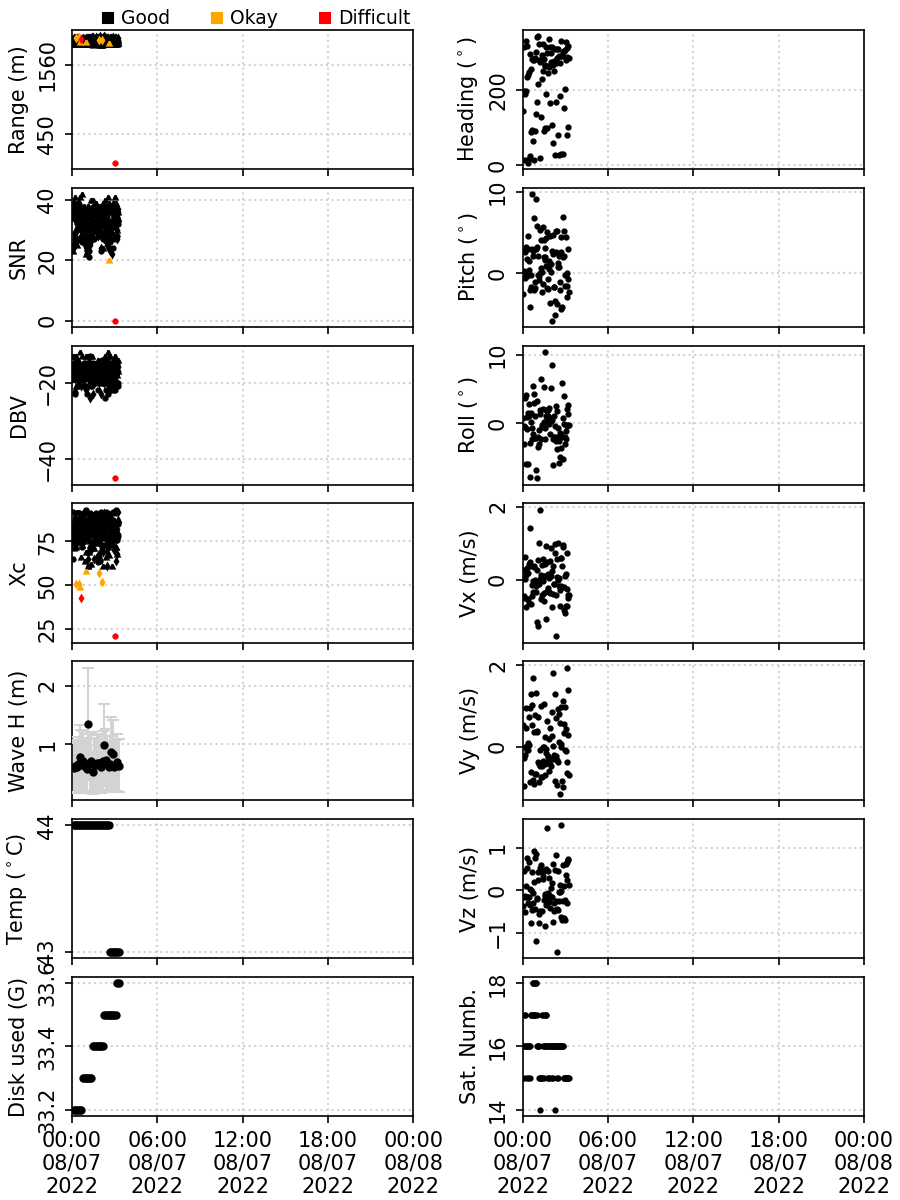 Good Okay Difficult
Range (m)
1560
450
Heading (°)
200
0
SNR
40
20
0
Pitch (°)
10
0
DBV
−20
−40
Roll (°)
10
0
Xc
75
50
25
Vx (m/s)
2
0
Wave H (m)
2
1
Vy (m/s)
2
0
Temp (°C)
44
43
Vz (m/s)
1
0
−1
Disk used (G)
33.6
33.4
33.2
Sat. Numb.
18
16
14
00:00 06:00 12:00 18:00 00:00
08/07 08/07 08/07 08/07 08/08
2022 2022 2022 2022 2022
00:00 06:00 12:00 18:00 00:00
08/07 08/07 08/07 08/07 08/08
2022 2022 2022 2022 2022